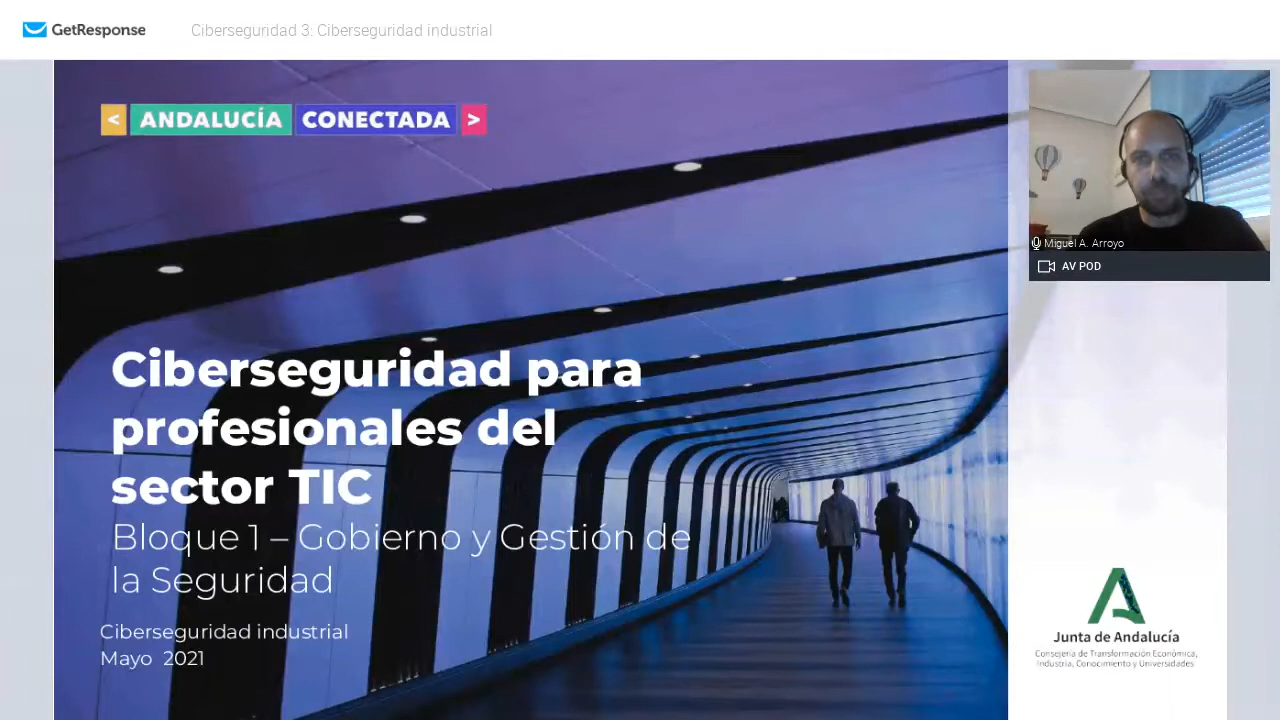 GetResponse
Ciberseguridad 3: Ciberseguridad industrial
< ANDALUCÍA CONECTADA >
Miguel A. Arroyo
AV POD
Ciberseguridad para
profesionales del
sector TIC
Bloque 1 – Gobierno y Gestión de
la Seguridad
Ciberseguridad industrial
Mayo 2021
Junta de Andalucía
Consejería de Transformación Económica,
Industria, Conocimiento y Universidades